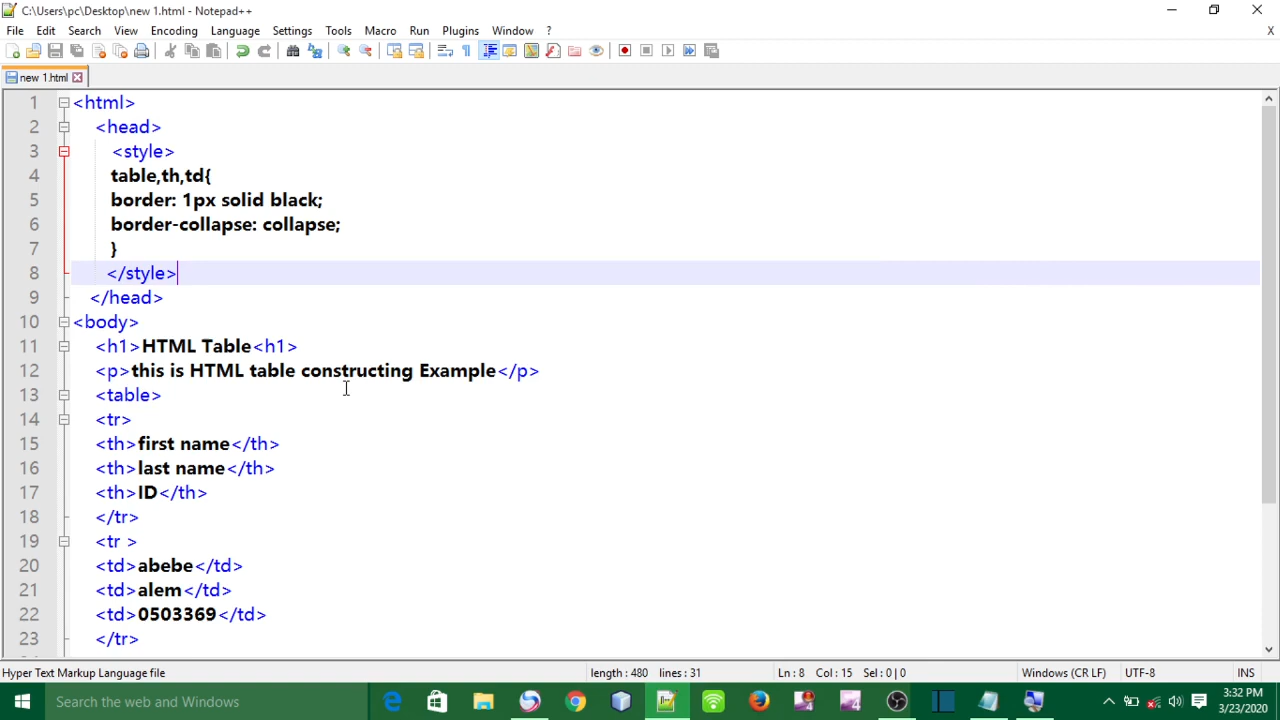 C:\Users\pc\Desktop\new 1.html - Notepad++
File Edit Search View Encoding Language Settings Tools Macro Run Plugins Window ? X
new 1.html
1 <html>
2 <head>
3 <style>
4 table,th,td{
5 border: 1px solid black;
6 border-collapse: collapse;
7 }
8 </style>
9 </head>
10 <body>
11 <h1>HTML Table<h1>
12 <p>this is HTML table constructing Example</p>
13 <table>
14 <tr>
15 <th>first name</th>
16 <th>last name</th>
17 <th>ID</th>
18 </tr>
19 <tr >
20 <td>abebe</td>
21 <td>alem</td>
22 <td>0503369</td>
23 </tr>
Hyper Text Markup Language file length : 480 lines : 31 Ln : 8 Col : 15 Sel : 0 | 0 Windows (CR LF) UTF-8 INS
Search the web and Windows
3:32 PM
3/23/2020